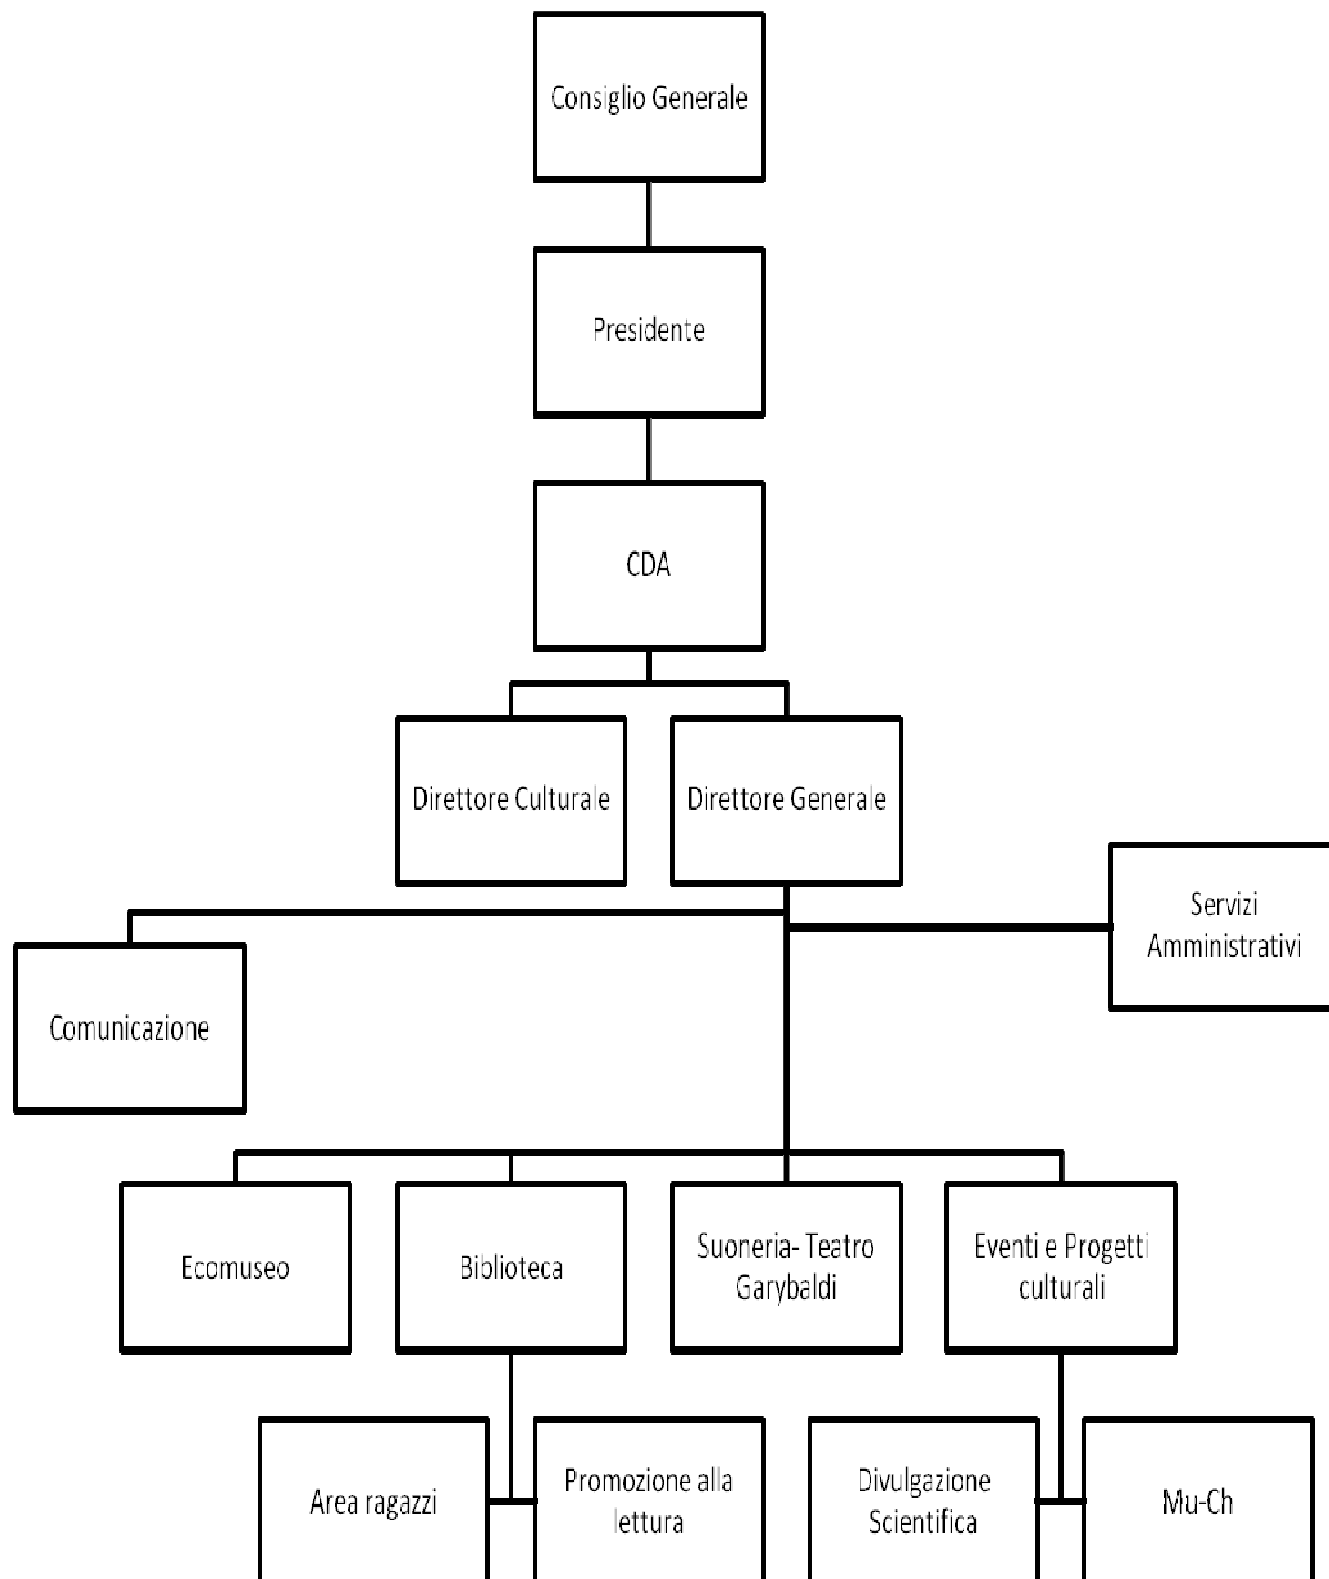 Consiglio Generale
Presidente
CDA
Direttore Culturale
Direttore Generale
Servizi
Amministrativi
Comunicazione
Ecomuseo
Biblioteca
Suoneria- Teatro
Garybaldi
Eventi e Progetti
culturali
Area ragazzi
Promozione alla
lettura
Divulgazione
Scientifica
Mu-Ch